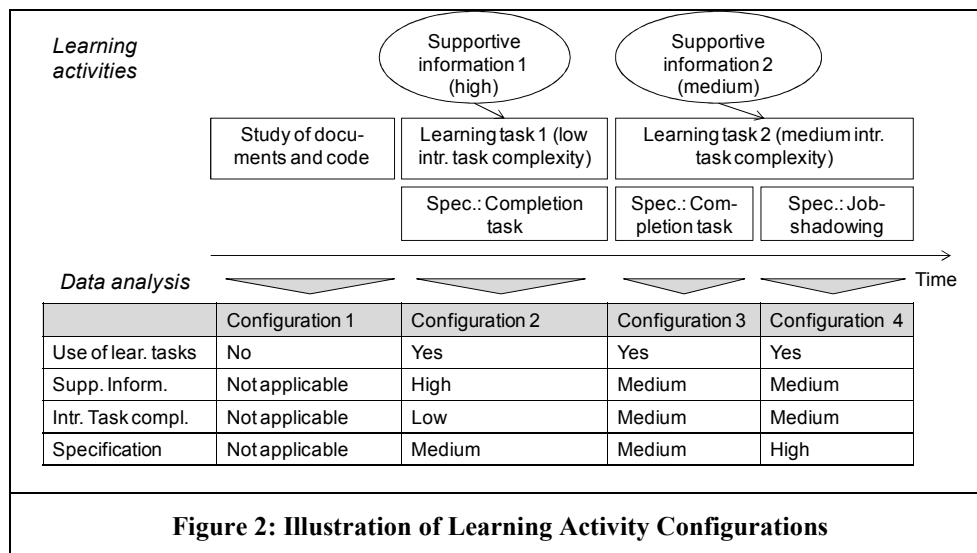 Learning
activities
Supportive
information 1
(high)
Supportive
information 2
(medium)
Study of docu-
ments and code
Learning task 1 (low
intr. task complexity)
Learning task 2 (medium intr.
task complexity)
Spec.: Completion
task
Spec.: Com-
pletion task
Spec.: Job-
shadowing
Data analysis
Time
Configuration 1 Configuration 2 Configuration 3 Configuration 4
Use of lear. tasks No Yes Yes Yes
Supp. Inform. Not applicable High Medium Medium
Intr. Task compl. Not applicable Low Medium Medium
Specification Not applicable Medium Medium High
Figure 2: Illustration of Learning Activity Configurations